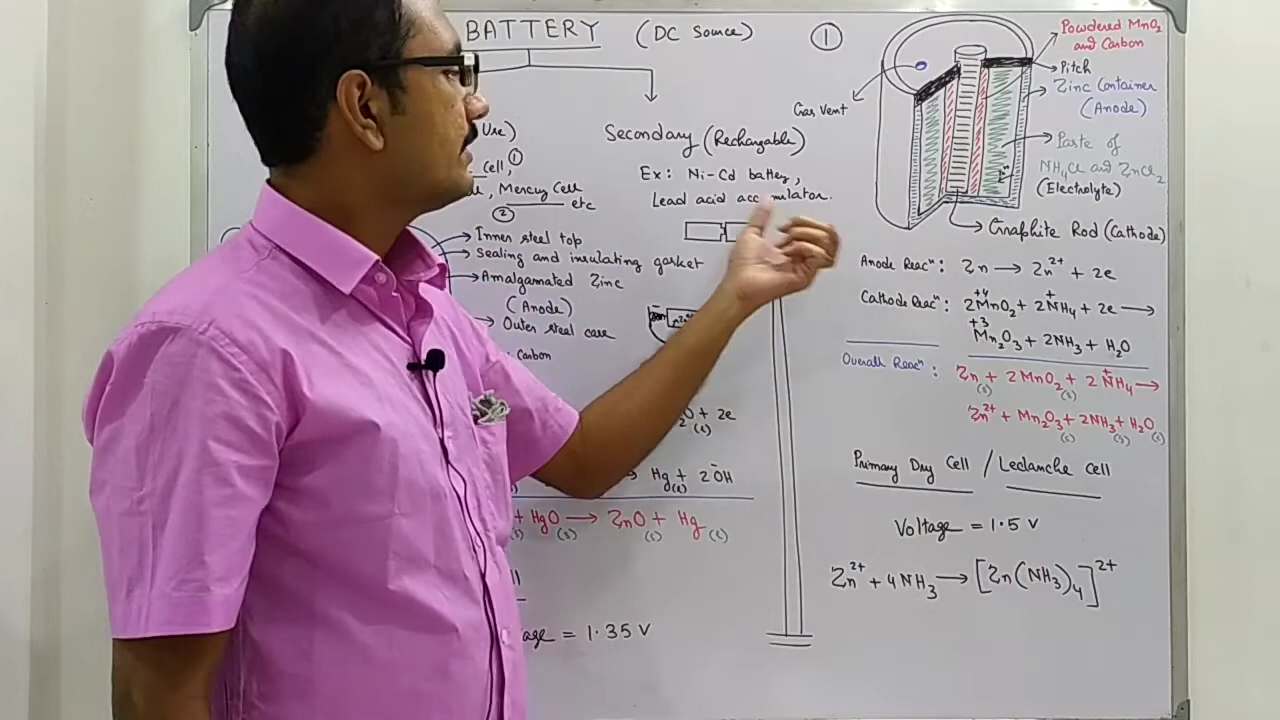 BATTERY (DC Source)
①
Use)
Cell, ①
Mercury Cell
② etc
Secondary (Rechargable)
Ex: Ni-Cd battery,
Lead acid
Inner steel top
Sealing and insulating gasket
Amalgamated Zinc
(Anode)
Outer steel case
Carbon
+ 2e
(l)
→ Hg(l) + 2OH⁻
+ HgO(s) → ZnO(s) + Hg(l)
= 1.35 V
Powdered MnO₂
and Carbon
Pitch
Zinc Container
(Anode)
Gas vent
Paste of
NH₄Cl and ZnCl₂
(Electrolyte)
Graphite Rod (Cathode)
Anode Reacⁿ: Zn → Zn²⁺ + 2e
Cathode Reacⁿ: 2MnO₂ + 2NH₄⁺ + 2e →
+4
+3
Mn₂O₃ + 2NH₃ + H₂O
Overall Reacⁿ: Zn(s) + 2MnO₂(s) + 2NH₄⁺ →
Zn²⁺ + Mn₂O₃(s) + 2NH₃(s) + H₂O(s)
Primary Dry Cell / Leclanche Cell
Voltage = 1.5 V
Zn²⁺ + 4NH₃ → [Zn(NH₃)₄]²⁺